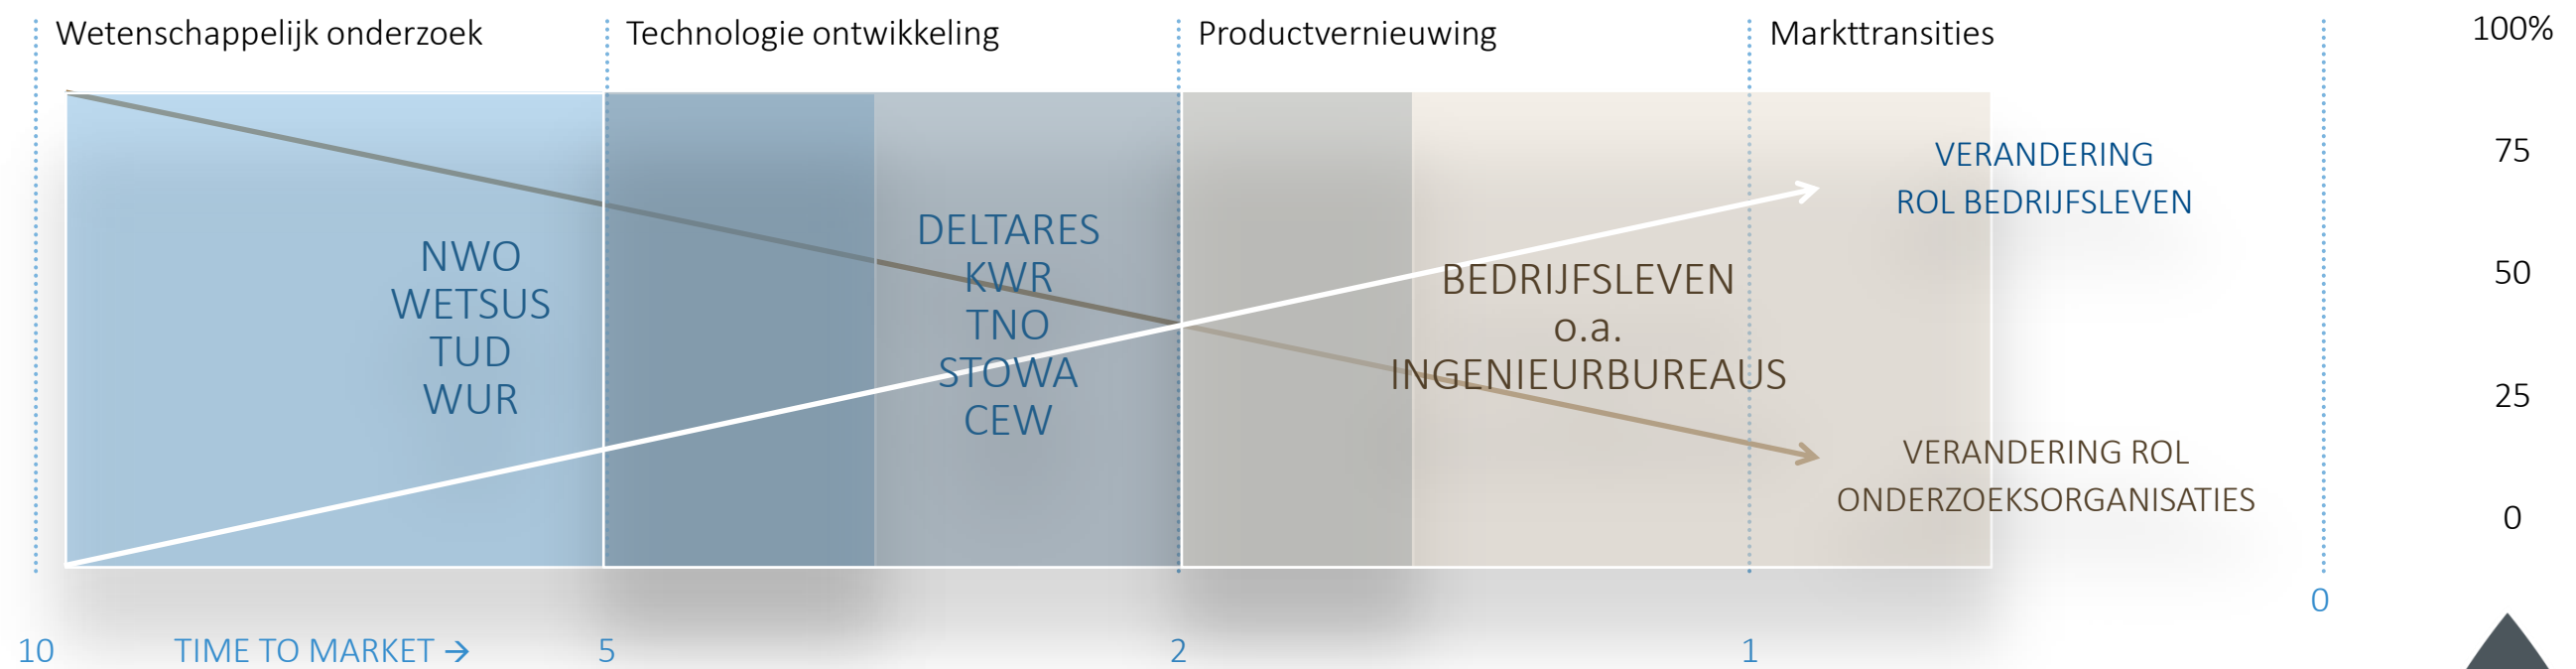 Wetenschappelijk onderzoek
Technologie ontwikkeling
Productvernieuwing
Markttransities
100%
75
50
25
0
NWO
WETSUS
TUD
WUR
DELTARES
KWR
TNO
STOWA
CEW
BEDRIJFSLEVEN
o.a.
INGENIEURBUREAUS
VERANDERING
ROL BEDRIJFSLEVEN
VERANDERING ROL
ONDERZOEKSORGANISATIES
10
TIME TO MARKET →
5
2
1
0